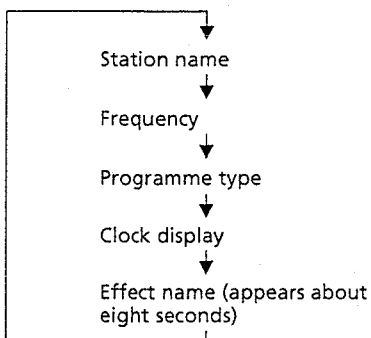 Station name
Frequency
Programme type
Clock display
Effect name (appears about
eight seconds)